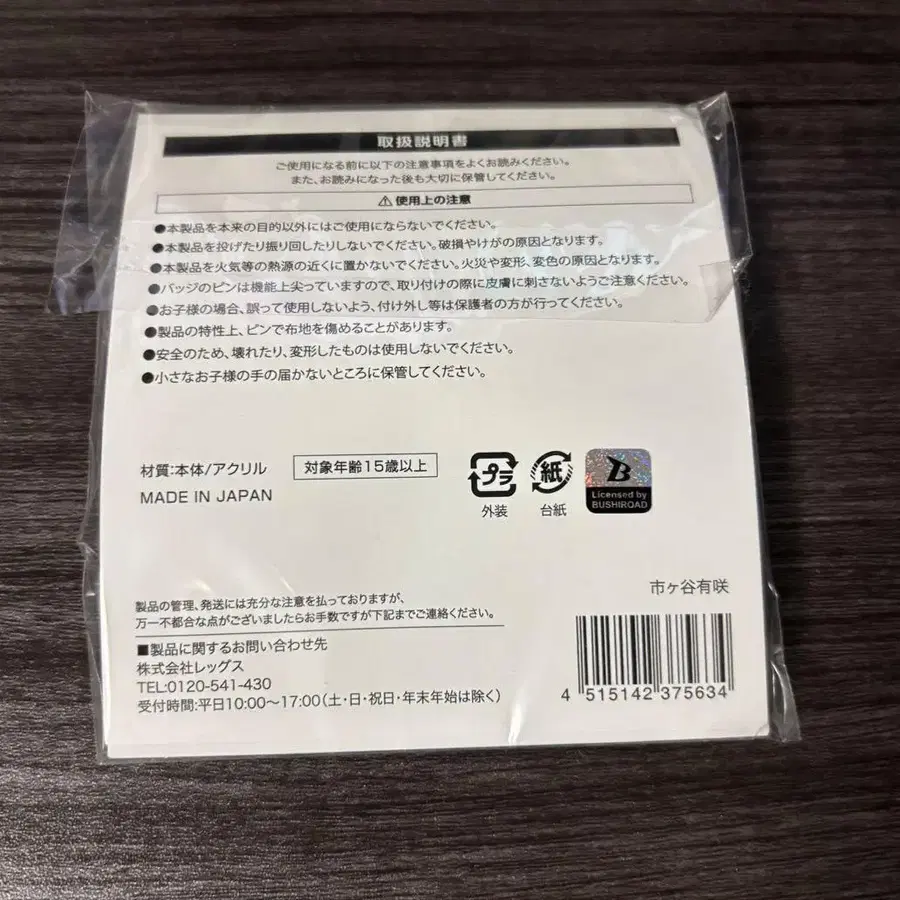 取扱説明書
ご使用になる前に以下の注意事項をよくお読みください。
また、お読みになった後も大切に保管してください。
⚠使用上の注意
●本製品を本来の目的以外にはご使用にならないでください。
●本製品を投げたり振り回したりしないでください。破損やけがの原因となります。
●本製品を火気等の熱源の近くに置かないでください。火災や変形、変色の原因となります。
●バッジのピンは機能上尖っていますので、取り付けの際に皮膚に刺さないようご注意ください。
●お子様の場合、誤って使用しないよう、付け外し等は保護者の方が行ってください。
●製品の特性上、ピンで布地を傷めることがあります。
●安全のため、壊れたり、変形したものは使用しないでください。
●小さなお子様の手の届かないところに保管してください。
材質:本体/アクリル
対象年齢15歳以上
MADE IN JAPAN
プラ
外装
紙
台紙
B
Licensed by
BUSHIROAD
市ヶ谷有咲
製品の管理、発送には充分な注意を払っておりますが、
万一不都合な点がございましたらお手数ですが下記までご連絡ください。
■製品に関するお問い合わせ先
株式会社レッグス
TEL:0120-541-430
受付時間:平日10:00～17:00(土・日・祝日・年末年始は除く)
4 515142 375634